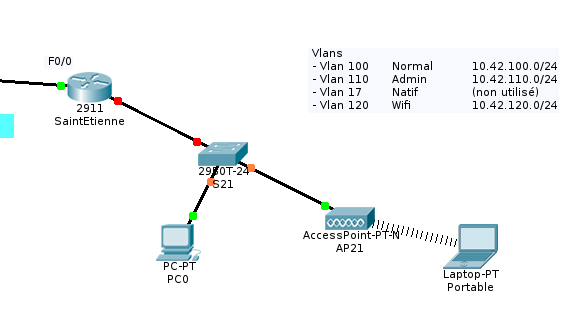 F0/0
2911
SaintEtienne
Vlans
- Vlan 100 Normal 10.42.100.0/24
- Vlan 110 Admin 10.42.110.0/24
- Vlan 17 Natif (non utilisé)
- Vlan 120 Wifi 10.42.120.0/24
2950T-24
S21
AccessPoint-PT-N
AP21
PC-PT
PC0
Laptop-PT
Portable